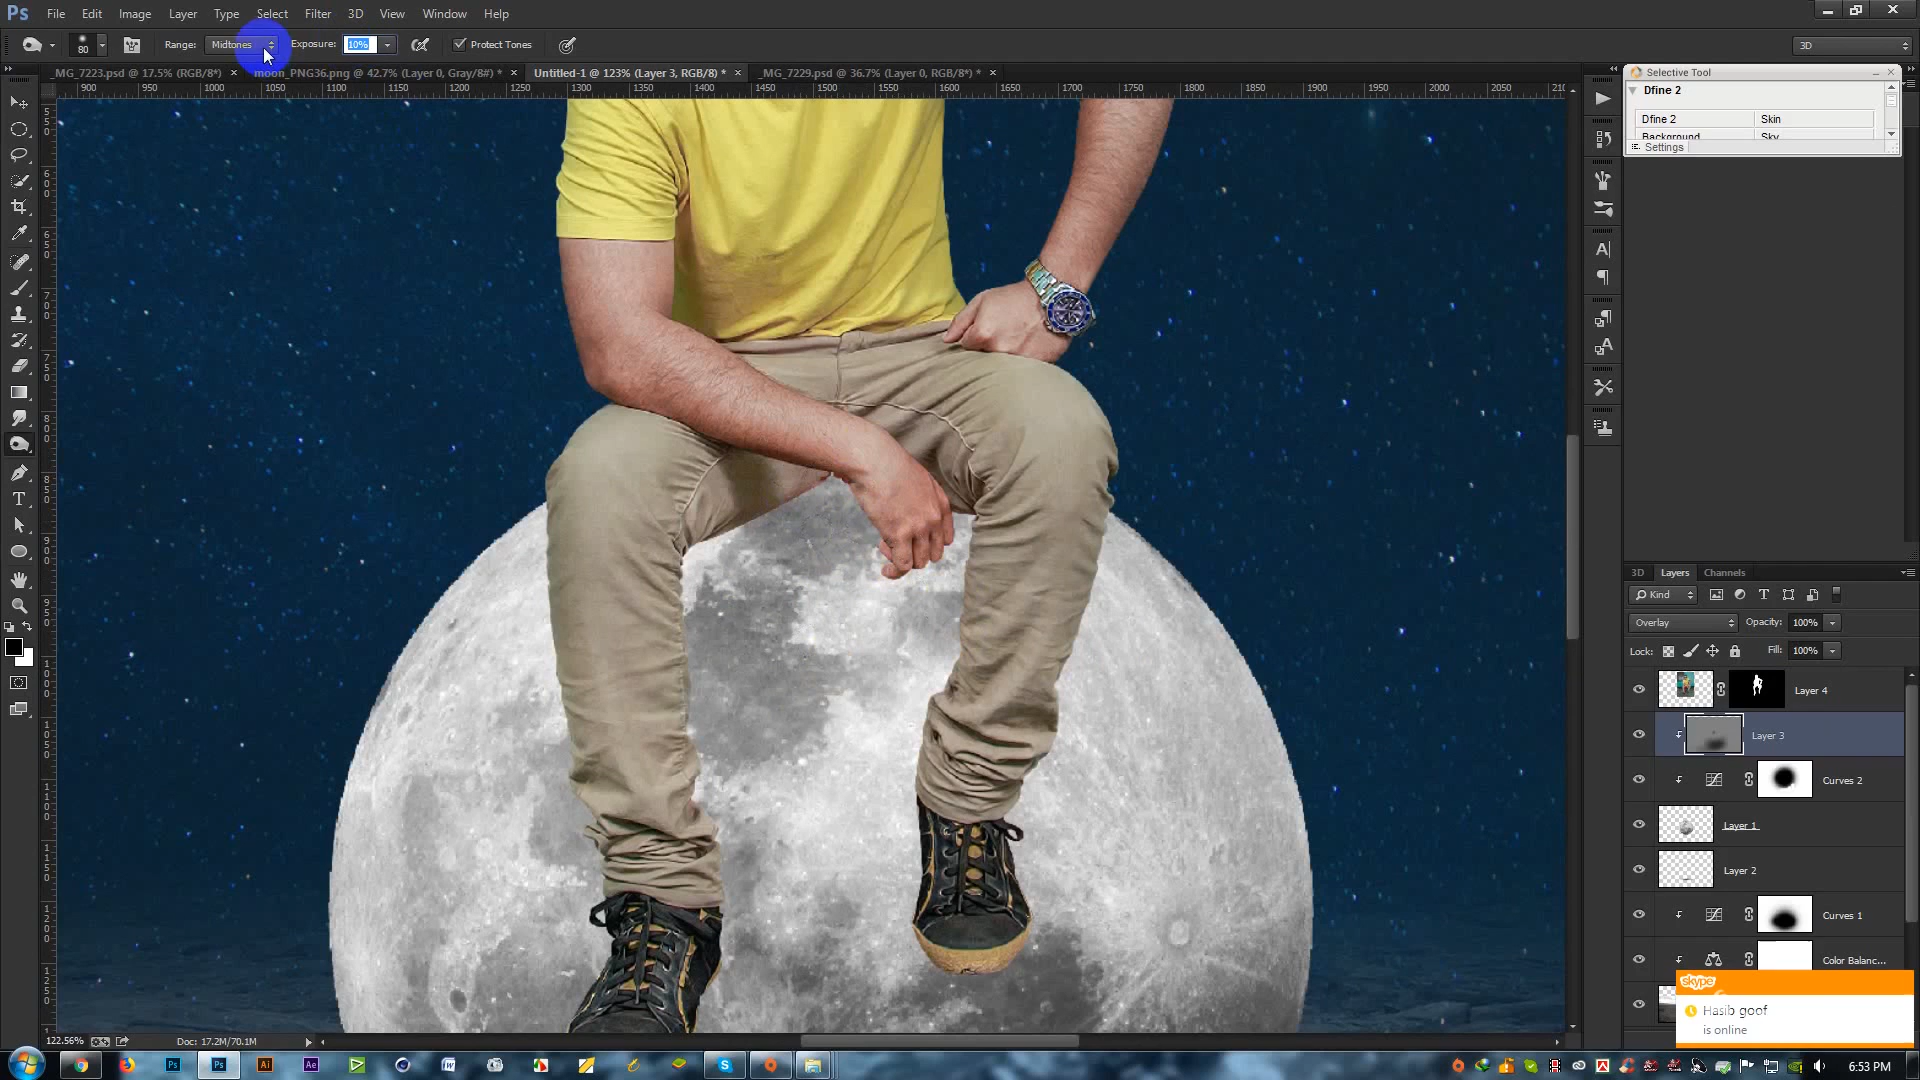 Ps File Edit Image Layer Type Select Filter 3D View Window Help
80 Range: Midtones Exposure: 10% Protect Tones 3D
_MG_7223.psd @ 17.5% (RGB/8*) × moon_PNG36.png @ 42.7% (Layer 0, Gray/8#) * × Untitled-1 @ 123% (Layer 3, RGB/8) * × _MG_7229.psd @ 36.7% (Layer 0, RGB/8*) * ×
900 950 1000 1050 1100 1150 1200 1250 1300 1350 1400 1450 1500 1550 1600 1650 1700 1750 1800 1850 1900 1950 2000 2050
Selective Tool
Dfine 2
Dfine 2 Skin
Background Sky
Settings
3D Layers Channels
Kind
Overlay Opacity: 100%
Lock: Fill: 100%
Layer 4
Layer 3
Curves 2
Layer 1
Layer 2
Curves 1
Color Balanc...
skype
Hasib goof
is online
122.56% Doc: 17.2M/70.1M
6:53 PM